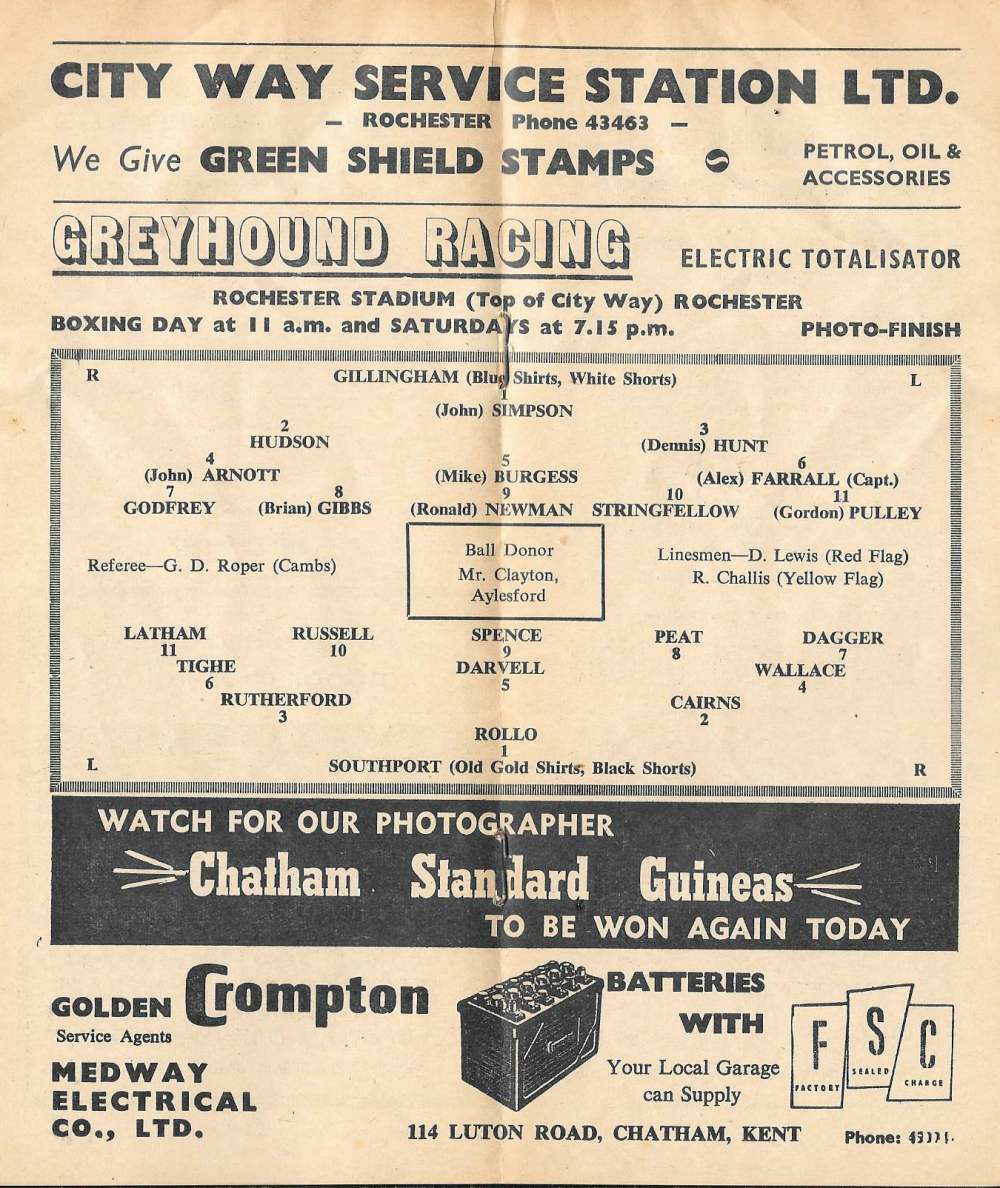 CITY WAY SERVICE STATION LTD.
— ROCHESTER Phone 43463 —
We Give GREEN SHIELD STAMPS
PETROL, OIL &
ACCESSORIES
GREYHOUND RACING ELECTRIC TOTALISATOR
ROCHESTER STADIUM (Top of City Way) ROCHESTER
BOXING DAY at 11 a.m. and SATURDAYS at 7.15 p.m. PHOTO-FINISH
R GILLINGHAM (Blue Shirts, White Shorts) L
1
(John) SIMPSON
2 3
HUDSON (Dennis) HUNT
4 5 6
(John) ARNOTT (Mike) BURGESS (Alex) FARRALL (Capt.)
7 8 9 10 11
GODFREY (Brian) GIBBS (Ronald) NEWMAN STRINGFELLOW (Gordon) PULLEY
Referee—G. D. Roper (Cambs)
Ball Donor
Mr. Clayton,
Aylesford
Linesmen—D. Lewis (Red Flag)
R. Challis (Yellow Flag)
LATHAM RUSSELL SPENCE PEAT DAGGER
11 10 9 8 7
TIGHE DARVELL WALLACE
6 5 4
RUTHERFORD CAIRNS
3 2
ROLLO
1
L SOUTHPORT (Old Gold Shirts, Black Shorts) R
WATCH FOR OUR PHOTOGRAPHER
Chatham Standard Guineas
TO BE WON AGAIN TODAY
GOLDEN Crompton BATTERIES
Service Agents
WITH
MEDWAY
ELECTRICAL
CO., LTD.
Your Local Garage
can Supply
F S C
FACTORY SEALED CHARGE
114 LUTON ROAD, CHATHAM, KENT Phone: